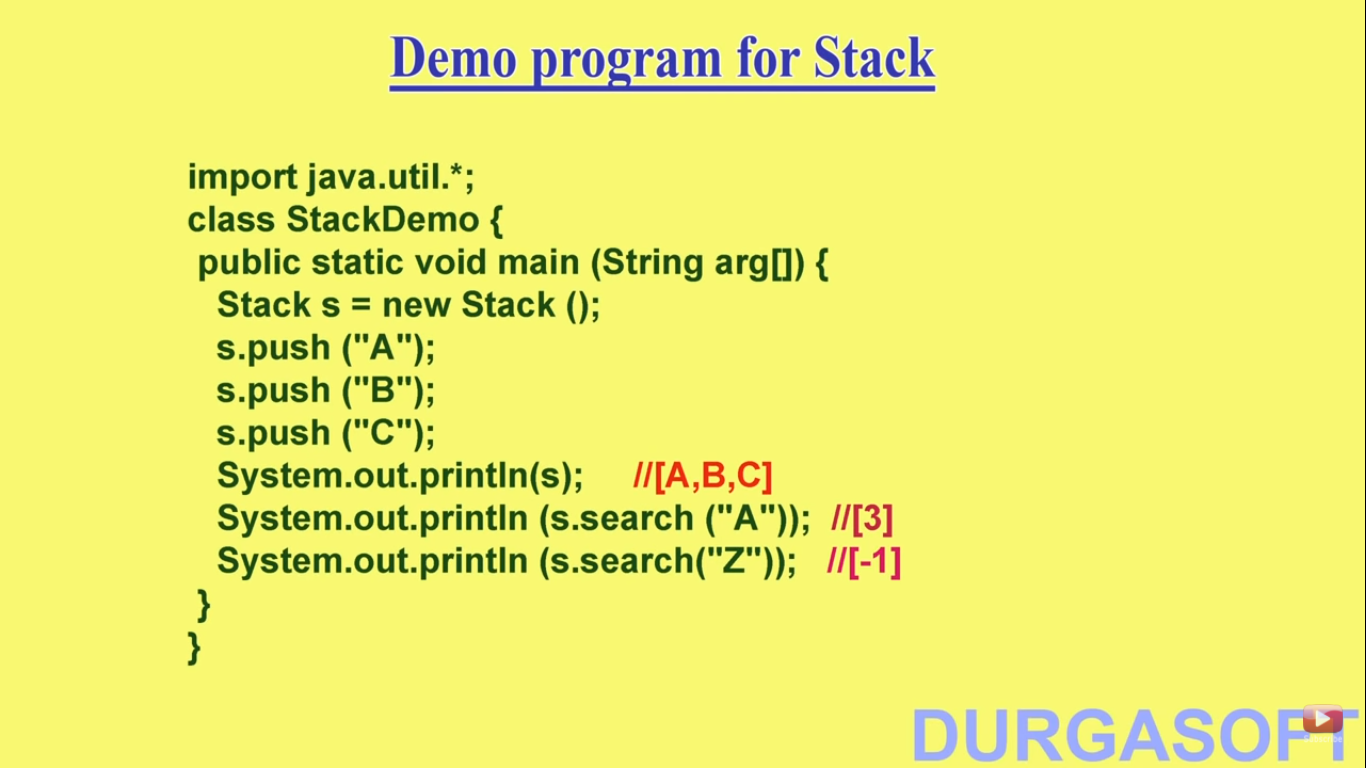 Demo program for Stack
import java.util.*;
class StackDemo {
public static void main (String arg[]) {
Stack s = new Stack ();
s.push ("A");
s.push ("B");
s.push ("C");
System.out.println(s); //[A,B,C]
System.out.println (s.search ("A")); //[3]
System.out.println (s.search("Z")); //[-1]
}
}
DURGASOFT